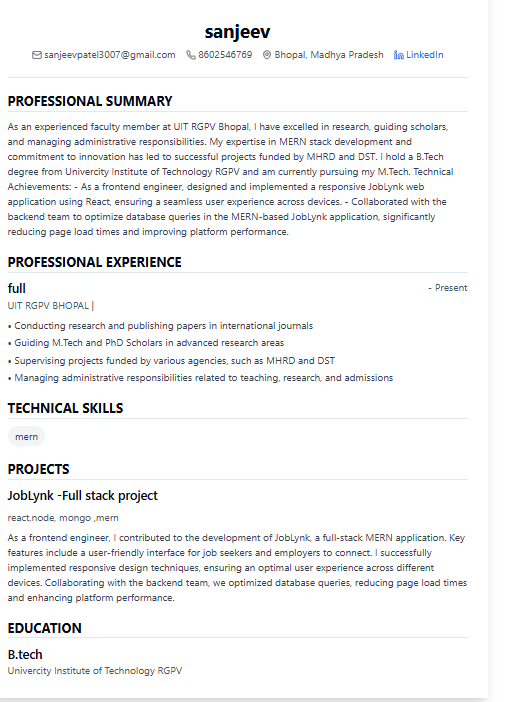 sanjeev
sanjeevpatel3007@gmail.com 8602546769 Bhopal, Madhya Pradesh LinkedIn
PROFESSIONAL SUMMARY
As an experienced faculty member at UIT RGPV Bhopal, I have excelled in research, guiding scholars,
and managing administrative responsibilities. My expertise in MERN stack development and
commitment to innovation has led to successful projects funded by MHRD and DST. I hold a B.Tech
degree from Univercity Institute of Technology RGPV and am currently pursuing my M.Tech. Technical
Achievements: - As a frontend engineer, designed and implemented a responsive JobLynk web
application using React, ensuring a seamless user experience across devices. - Collaborated with the
backend team to optimize database queries in the MERN-based JobLynk application, significantly
reducing page load times and improving platform performance.
PROFESSIONAL EXPERIENCE
full - Present
UIT RGPV BHOPAL |
• Conducting research and publishing papers in international journals
• Guiding M.Tech and PhD Scholars in advanced research areas
• Supervising projects funded by various agencies, such as MHRD and DST
• Managing administrative responsibilities related to teaching, research, and admissions
TECHNICAL SKILLS
mern
PROJECTS
JobLynk -Full stack project
react,node, mongo ,mern
As a frontend engineer, I contributed to the development of JobLynk, a full-stack MERN application. Key
features include a user-friendly interface for job seekers and employers to connect. I successfully
implemented responsive design techniques, ensuring an optimal user experience across different
devices. Collaborating with the backend team, we optimized database queries, reducing page load times
and enhancing platform performance.
EDUCATION
B.tech
Univercity Institute of Technology RGPV